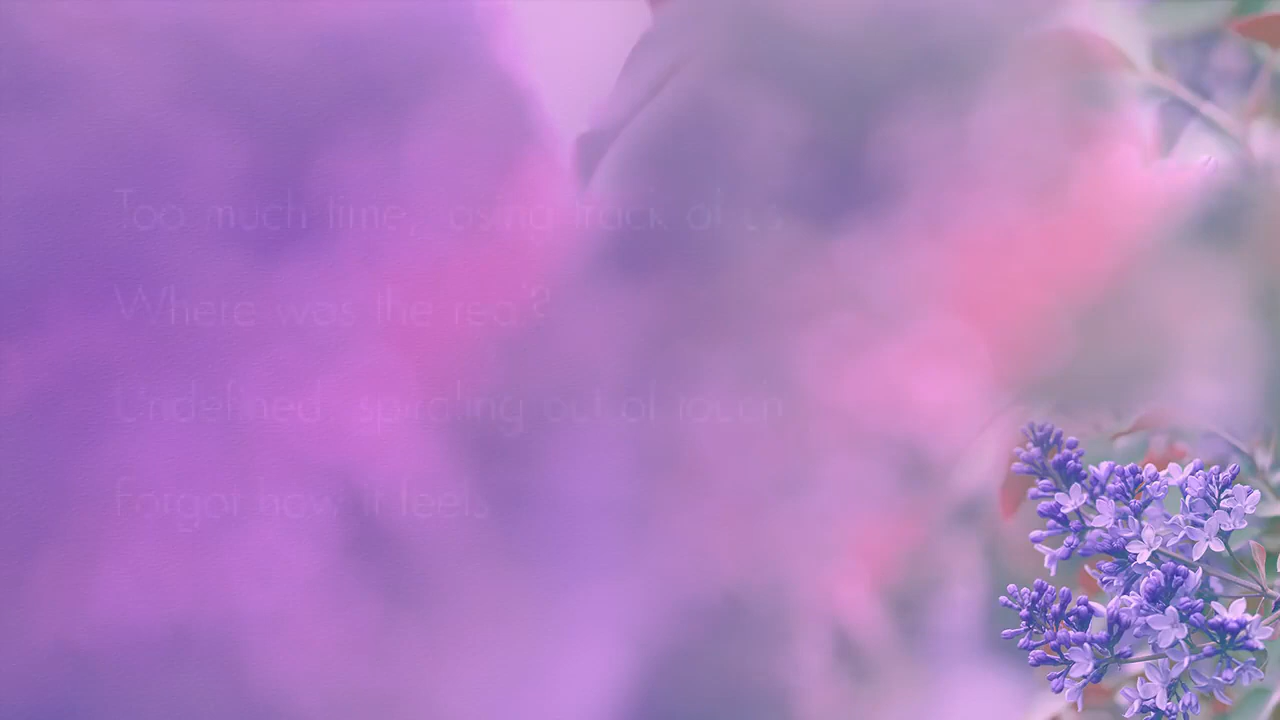 Too much time, losing track of us
Where was the real?
Undefined, spiraling out of touch
Forgot how it feels